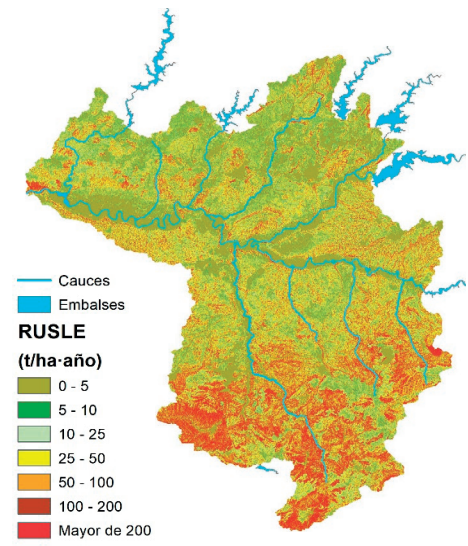 Cauces
Embalses
RUSLE
(t/ha·año)
0 - 5
5 - 10
10 - 25
25 - 50
50 - 100
100 - 200
Mayor de 200